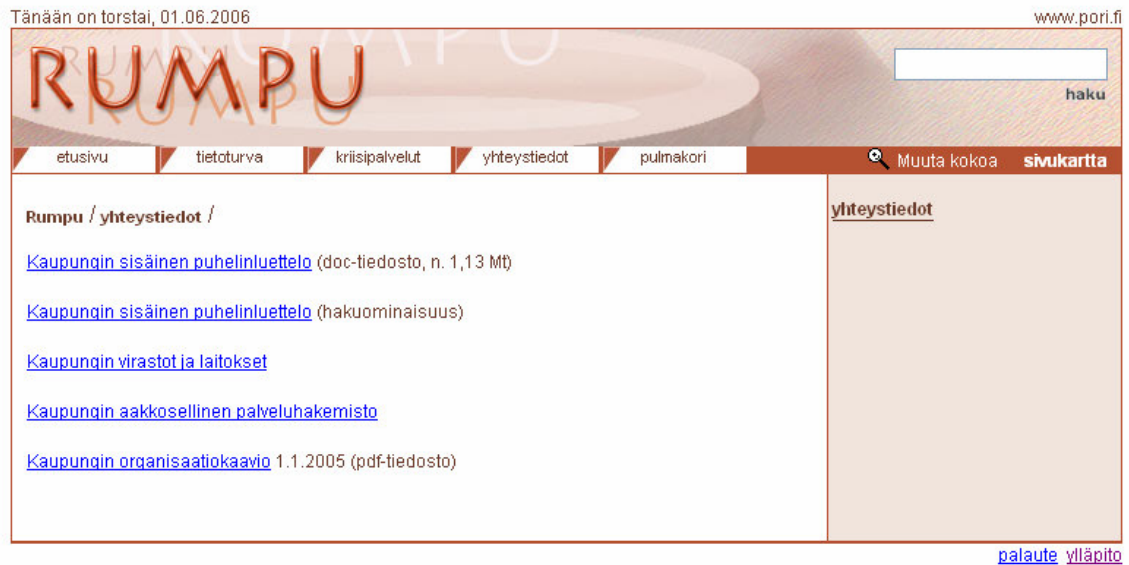 Tänään on torstai, 01.06.2006 www.pori.fi
RUMPU
haku
etusivu tietoturva kriisipalvelut yhteystiedot pulmakori Muuta kokoa sivukartta
Rumpu / yhteystiedot /
yhteystiedot
Kaupungin sisäinen puhelinluettelo (doc-tiedosto, n. 1,13 Mt)
Kaupungin sisäinen puhelinluettelo (hakuominaisuus)
Kaupungin virastot ja laitokset
Kaupungin aakkosellinen palveluhakemisto
Kaupungin organisaatiokaavio 1.1.2005 (pdf-tiedosto)
palaute ylläpito